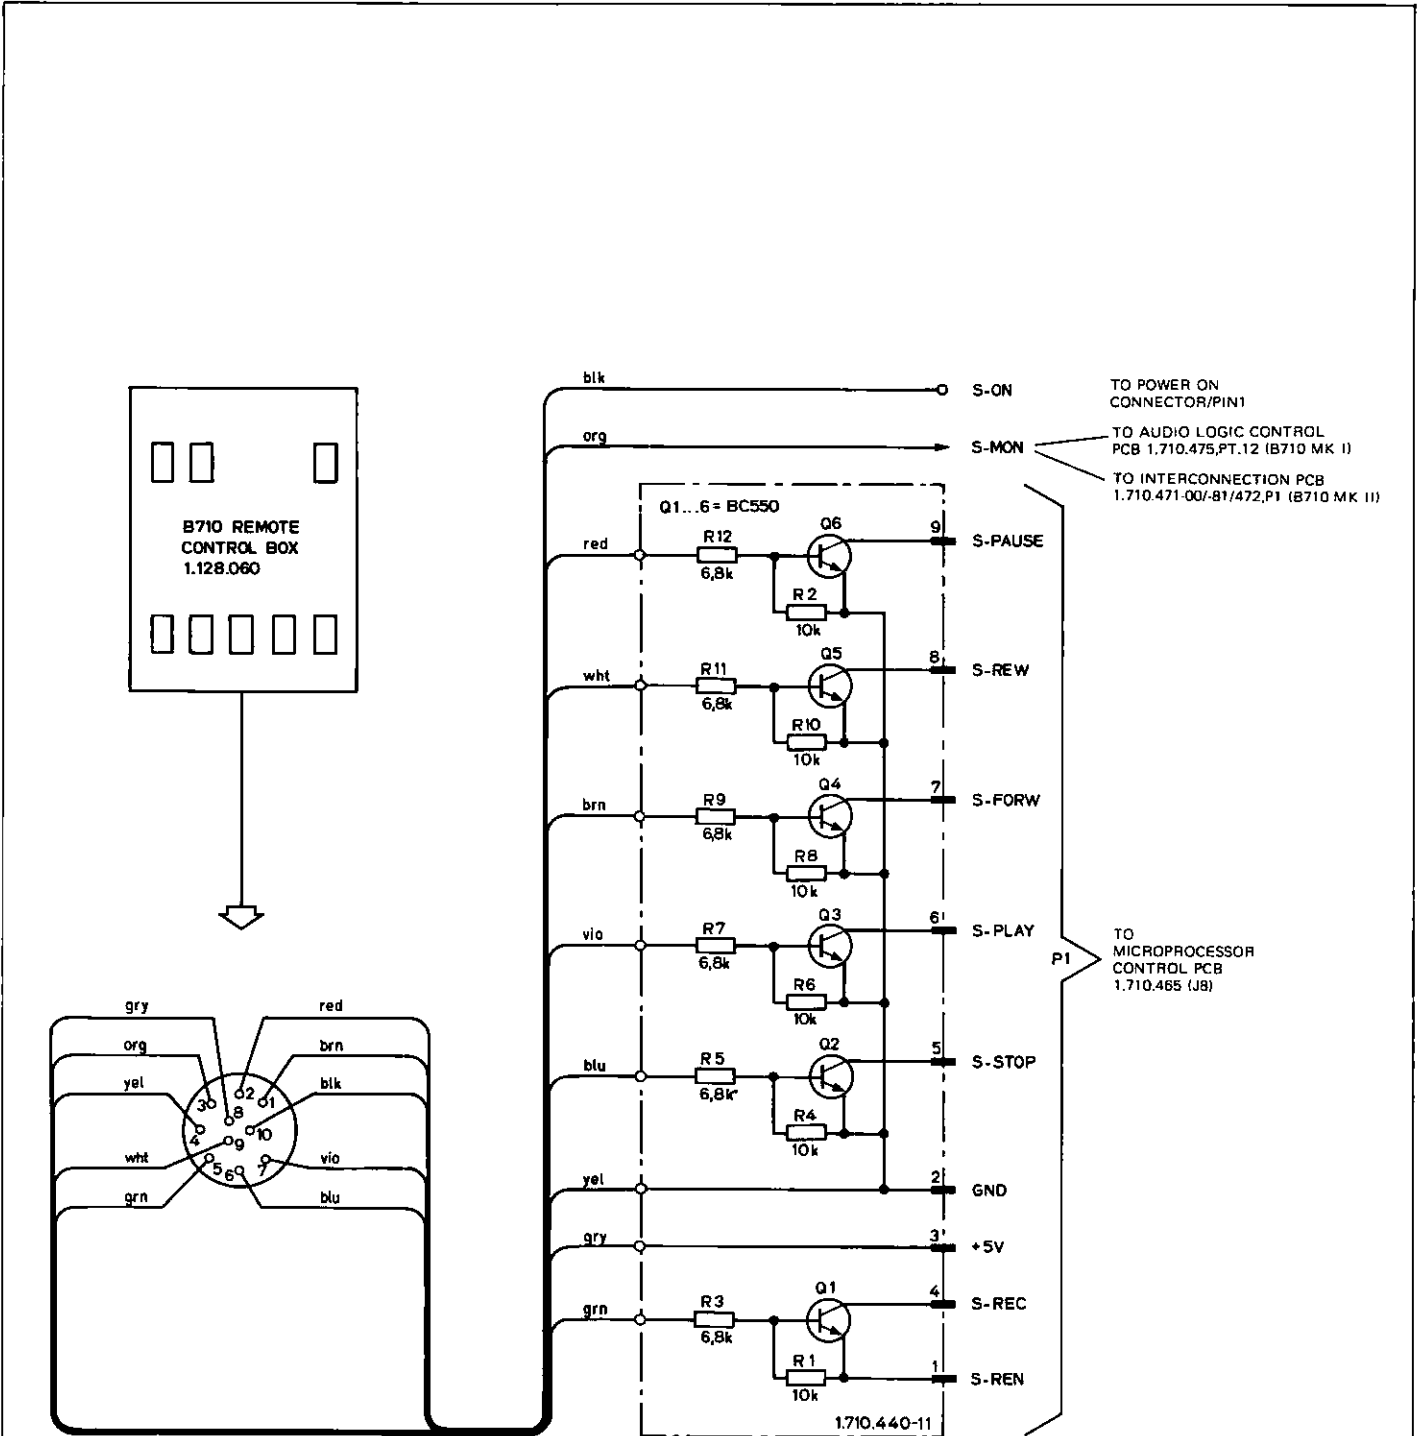 blk
S-ON
TO POWER ON
CONNECTOR/PIN1
org
S-MON
TO AUDIO LOGIC CONTROL
PCB 1.710.475,PT.12 (B710 MK I)
TO INTERCONNECTION PCB
1.710.471-00/-81/472,P1 (B710 MK II)
B710 REMOTE
CONTROL BOX
1.128.060
Q1...6 = BC550
red
R12
6,8k
Q6
R2
10k
9
S-PAUSE
wht
R11
6,8k
Q5
R10
10k
8
S-REW
brn
R9
6,8k
Q4
R8
10k
7
S-FORW
vio
R7
6,8k
Q3
R6
10k
6
S-PLAY
P1
TO
MICROPROCESSOR
CONTROL PCB
1.710.465 (J8)
blu
R5
6,8k
Q2
R4
10k
5
S-STOP
yel
2
GND
gry
3
+5V
grn
R3
6,8k
Q1
R1
10k
4
S-REC
1
S-REN
1.710.440-11
gry
red
org
brn
yel
blk
wht
vio
grn
blu
3
2
1
8
4
10
9
5
6
7